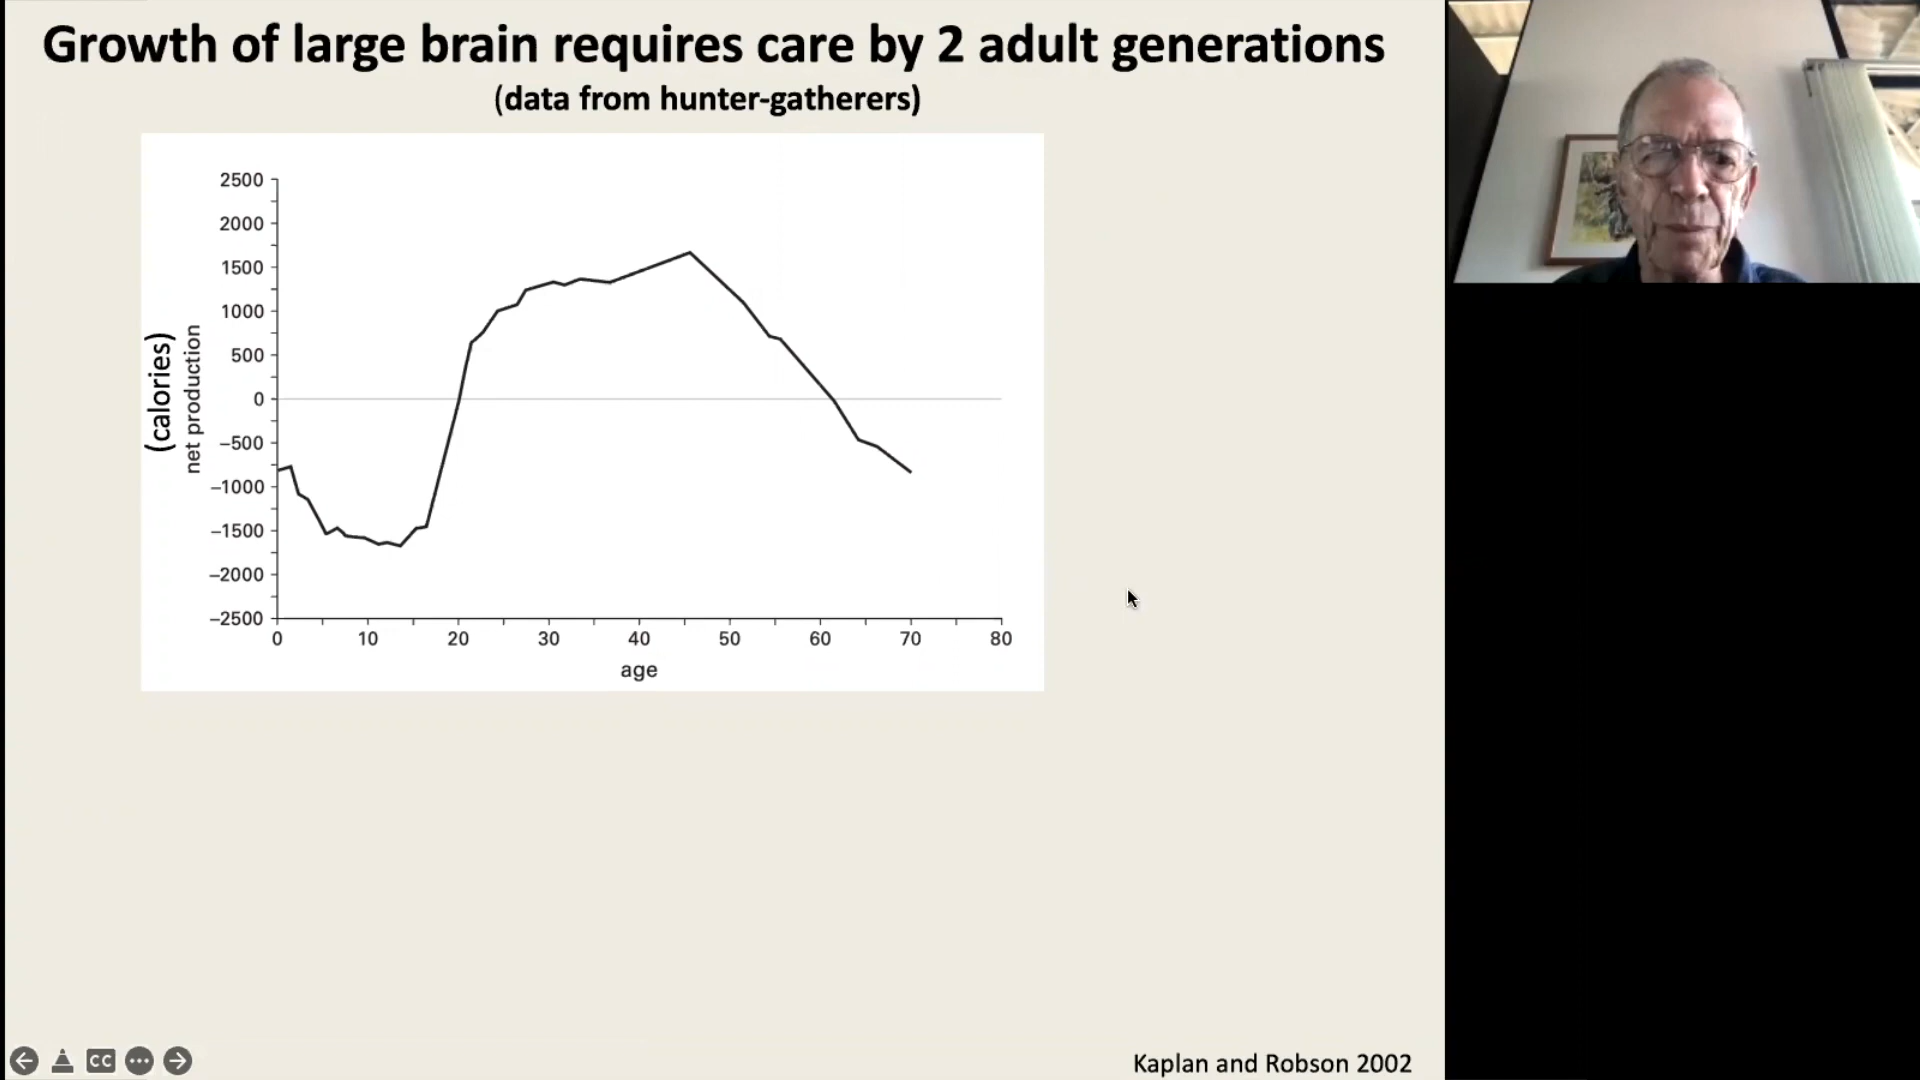 Growth of large brain requires care by 2 adult generations
(data from hunter-gatherers)
2500
2000
1500
1000
500
0
–500
–1000
–1500
–2000
–2500
(calories)
net production
0 10 20 30 40 50 60 70 80
age
CC
Kaplan and Robson 2002